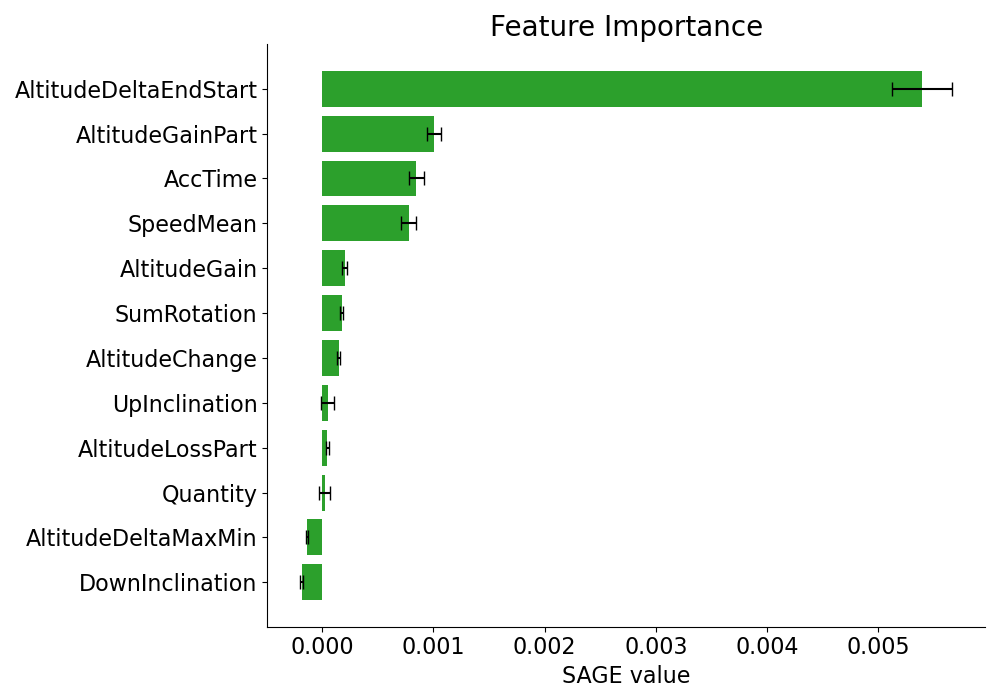 Feature Importance
AltitudeDeltaEndStart
AltitudeGainPart
AccTime
SpeedMean
AltitudeGain
SumRotation
AltitudeChange
UpInclination
AltitudeLossPart
Quantity
AltitudeDeltaMaxMin
DownInclination
0.000 0.001 0.002 0.003 0.004 0.005
SAGE value